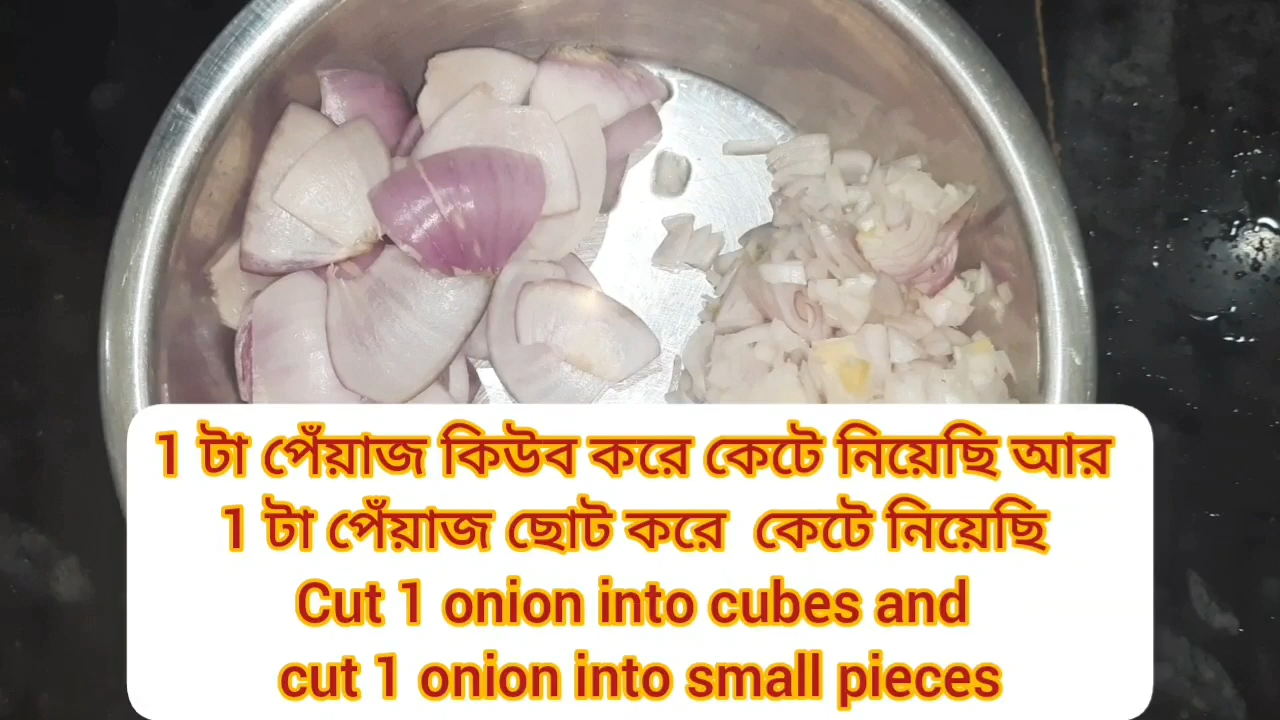 1 টা পেঁয়াজ কিউব করে কেটে নিয়েছি আর
1 টা পেঁয়াজ ছোট করে কেটে নিয়েছি
Cut 1 onion into cubes and
cut 1 onion into small pieces